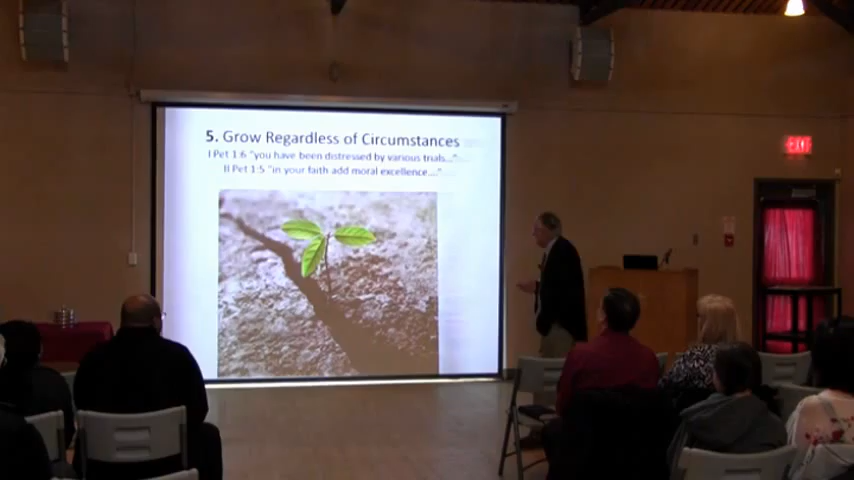 5. Grow Regardless of Circumstances
I Pet 1:6 "you have been distressed by various trials..."
II Pet 1:5 "in your faith add moral excellence...."
EXIT